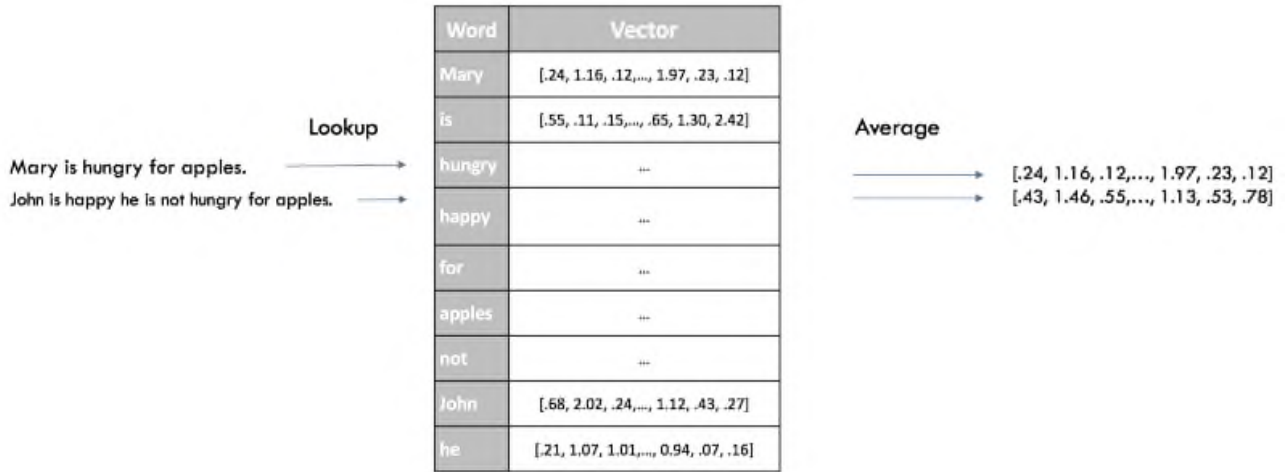 Word Vector
Mary [.24, 1.16, .12,..., 1.97, .23, .12]
is [.55, .11, .15,..., .65, 1.30, 2.42]
hungry ...
happy ...
for ...
apples ...
not ...
John [.68, 2.02, .24,..., 1.12, .43, .27]
he [.21, 1.07, 1.01,..., 0.94, .07, .16]
Lookup
Mary is hungry for apples.
John is happy he is not hungry for apples.
Average
[.24, 1.16, .12,..., 1.97, .23, .12]
[.43, 1.46, .55,..., 1.13, .53, .78]